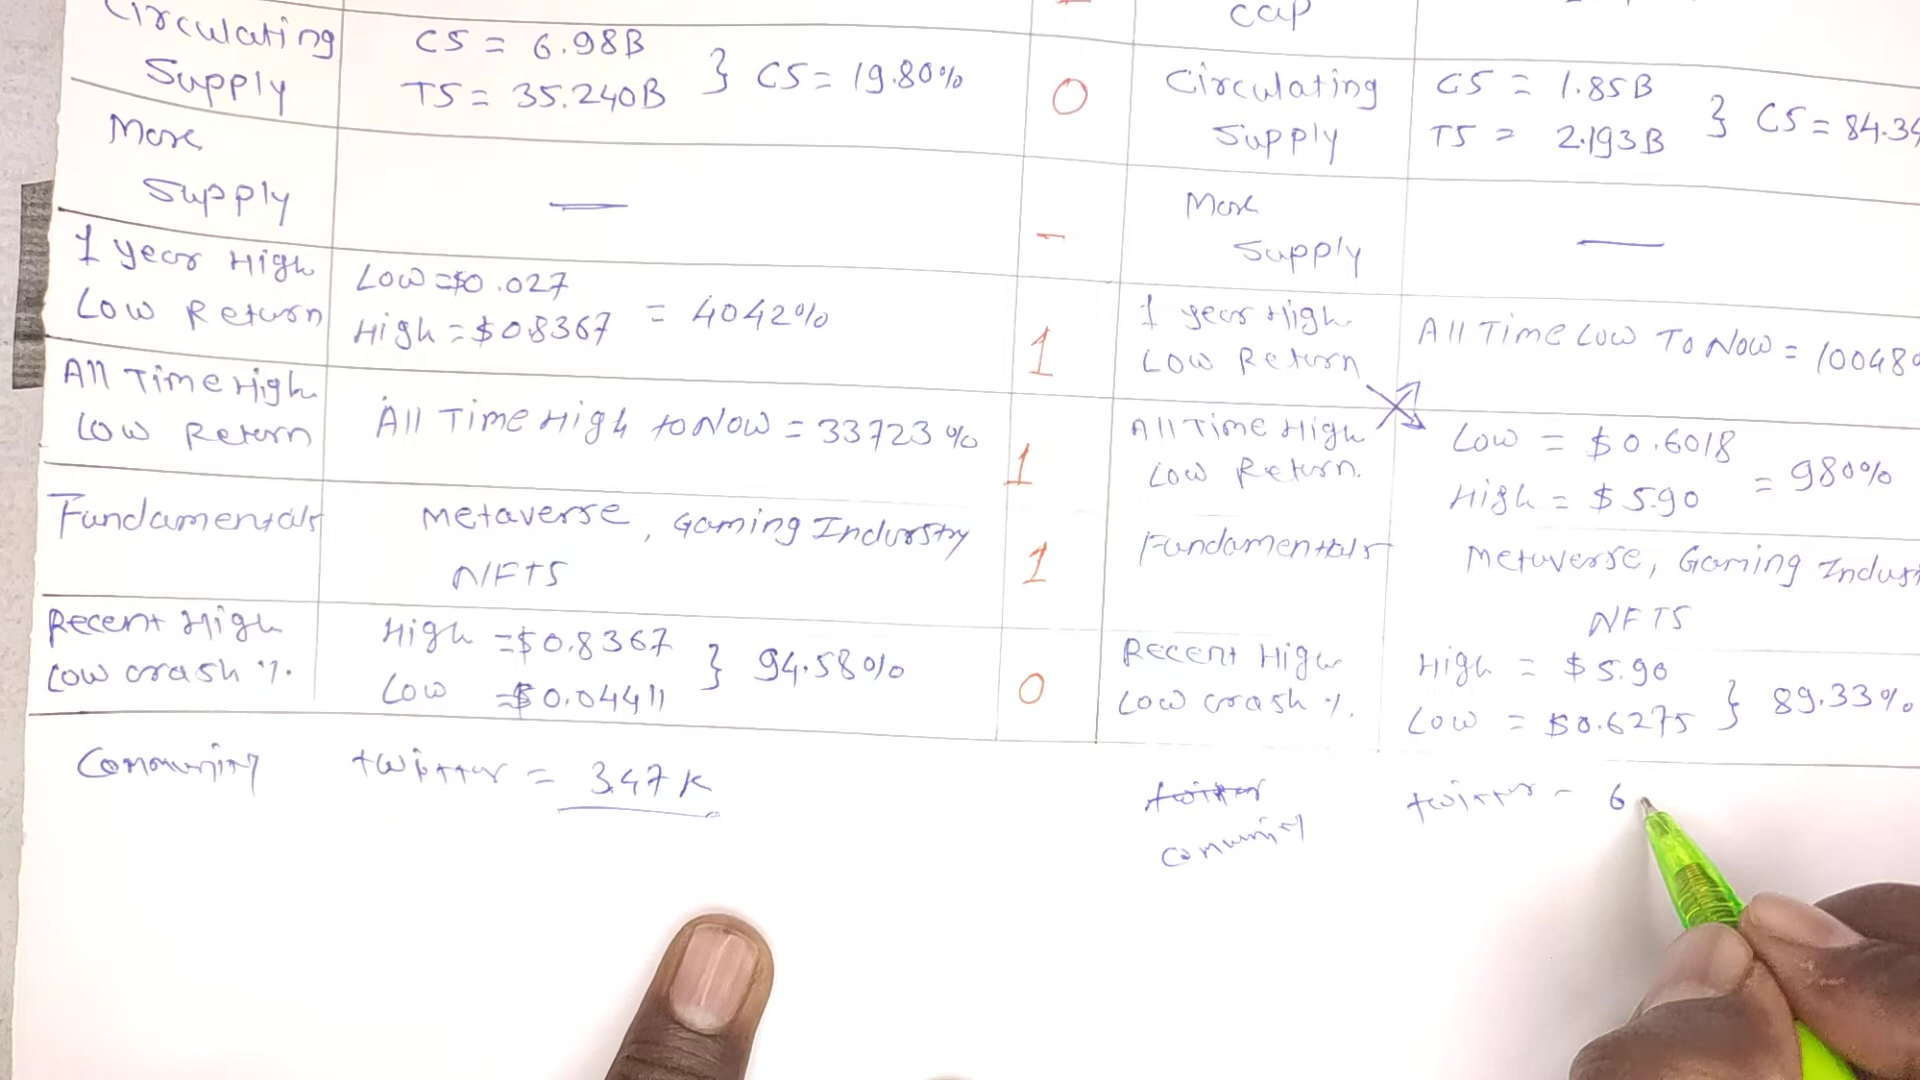 cap
Circulating
Supply
CS = 6.98B
TS = 35.240B
} CS = 19.80%
0
Circulating
Supply
CS = 1.85B
TS = 2.193B
} CS = 84.34
More
Supply
—
-
More
Supply
—
1 year High
Low Return
Low = $0.027
High = $0.8367
= 4042%
1
1 year High
Low Return
All Time Low To Now = 10048%
All Time High
Low Return
All Time High to Now = 33723%
1
All Time High
Low Return.
Low = $0.6018
High = $5.90
= 980%
Fundamentals
Metaverse, Gaming Industry
NFTS
1
Fundamentals
Metaverse, Gaming Indust
NFTS
Recent High
Low crash %.
High = $0.8367
Low = $0.04411
} 94.58%
0
Recent High
Low crash %.
High = $5.90
Low = $0.6275
} 89.33%
Community
twitter = 347K
community
twitter - 6